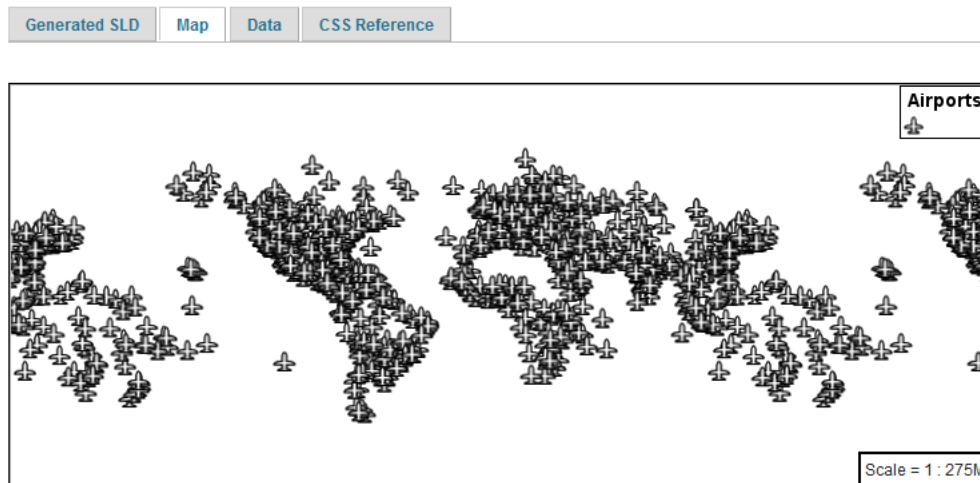 Generated SLD Map Data CSS Reference
Airports
Scale = 1 : 275M